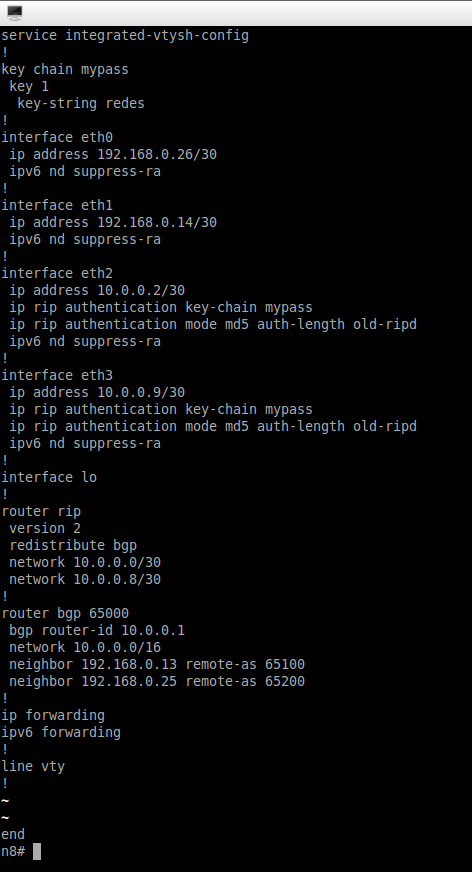 service integrated-vtysh-config
!
key chain mypass
 key 1
  key-string redes
!
interface eth0
 ip address 192.168.0.26/30
 ipv6 nd suppress-ra
!
interface eth1
 ip address 192.168.0.14/30
 ipv6 nd suppress-ra
!
interface eth2
 ip address 10.0.0.2/30
 ip rip authentication key-chain mypass
 ip rip authentication mode md5 auth-length old-ripd
 ipv6 nd suppress-ra
!
interface eth3
 ip address 10.0.0.9/30
 ip rip authentication key-chain mypass
 ip rip authentication mode md5 auth-length old-ripd
 ipv6 nd suppress-ra
!
interface lo
!
router rip
 version 2
 redistribute bgp
 network 10.0.0.0/30
 network 10.0.0.8/30
!
router bgp 65000
 bgp router-id 10.0.0.1
 network 10.0.0.0/16
 neighbor 192.168.0.13 remote-as 65100
 neighbor 192.168.0.25 remote-as 65200
!
ip forwarding
ipv6 forwarding
!
line vty
!
~
~
end
n8#